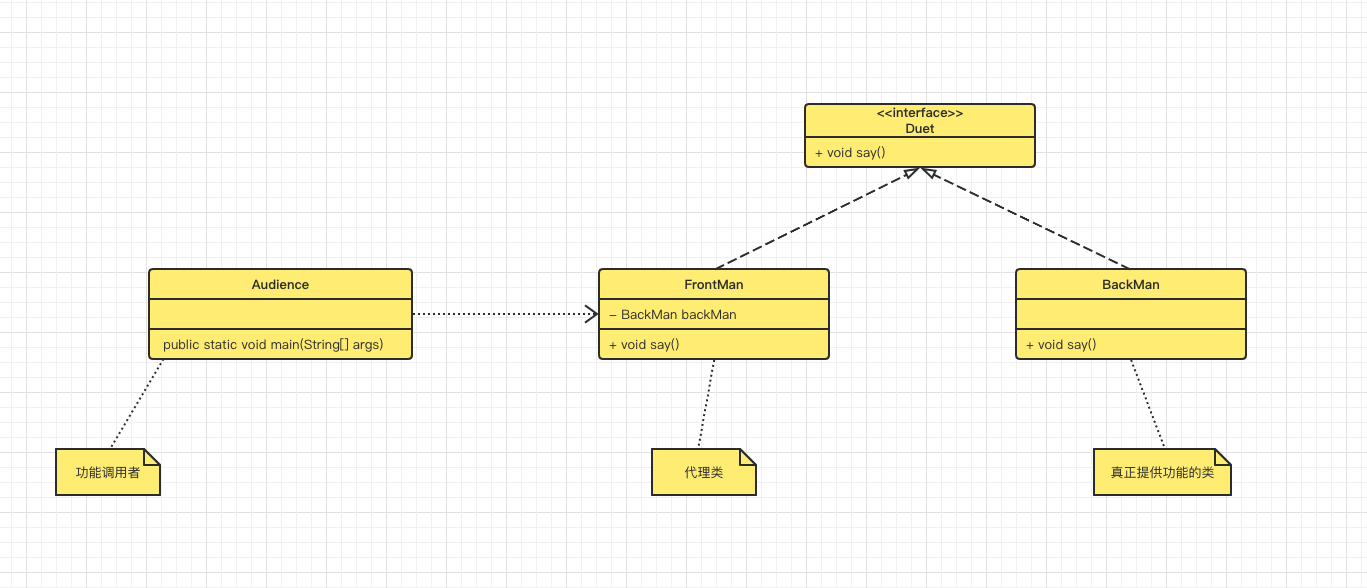 <<interface>>
Duet
+ void say()
Audience
public static void main(String[] args)
FrontMan
– BackMan backMan
+ void say()
BackMan
+ void say()
功能调用者
代理类
真正提供功能的类